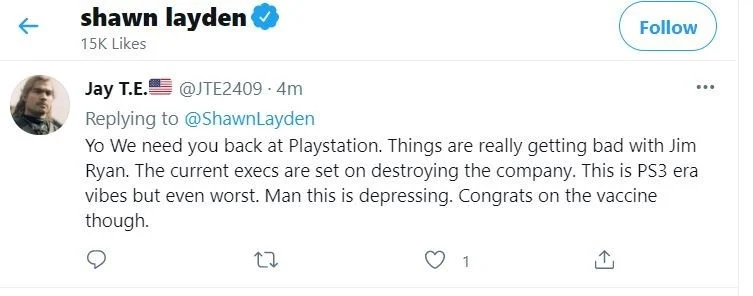 shawn layden
15K Likes
Follow
Jay T.E.🇺🇸 @JTE2409 · 4m
Replying to @ShawnLayden
Yo We need you back at Playstation. Things are really getting bad with Jim
Ryan. The current execs are set on destroying the company. This is PS3 era
vibes but even worst. Man this is depressing. Congrats on the vaccine
though.
1